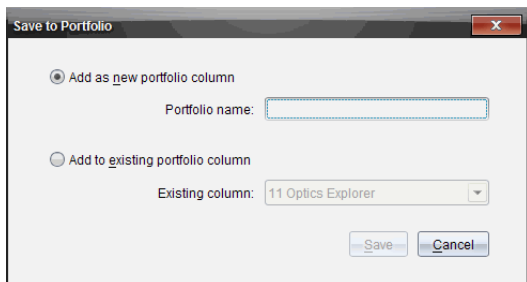 Save to Portfolio
Add as new portfolio column
Portfolio name:
Add to existing portfolio column
Existing column: 11 Optics Explorer
Save Cancel